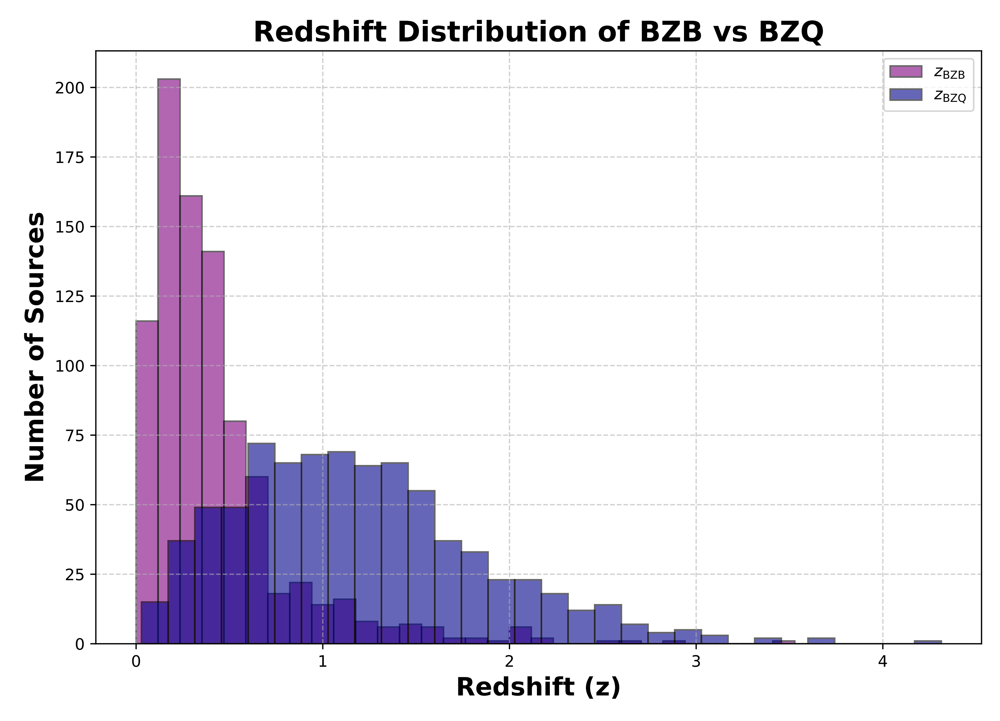 Redshift Distribution of BZB vs BZQ
z_BZB
z_BZQ
Number of Sources
200
175
150
125
100
75
50
25
0
0 1 2 3 4
Redshift (z)